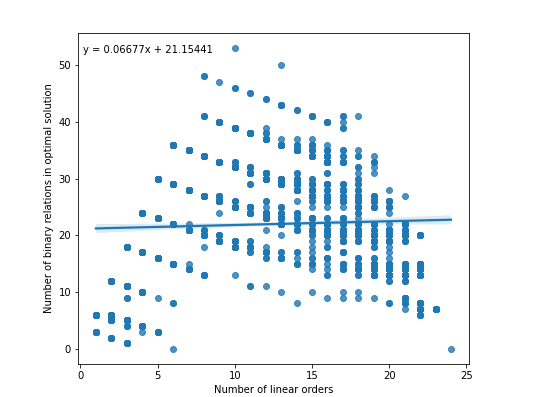 y = 0.06677x + 21.15441
Number of binary relations in optimal solution
50
40
30
20
10
0
0 5 10 15 20 25
Number of linear orders